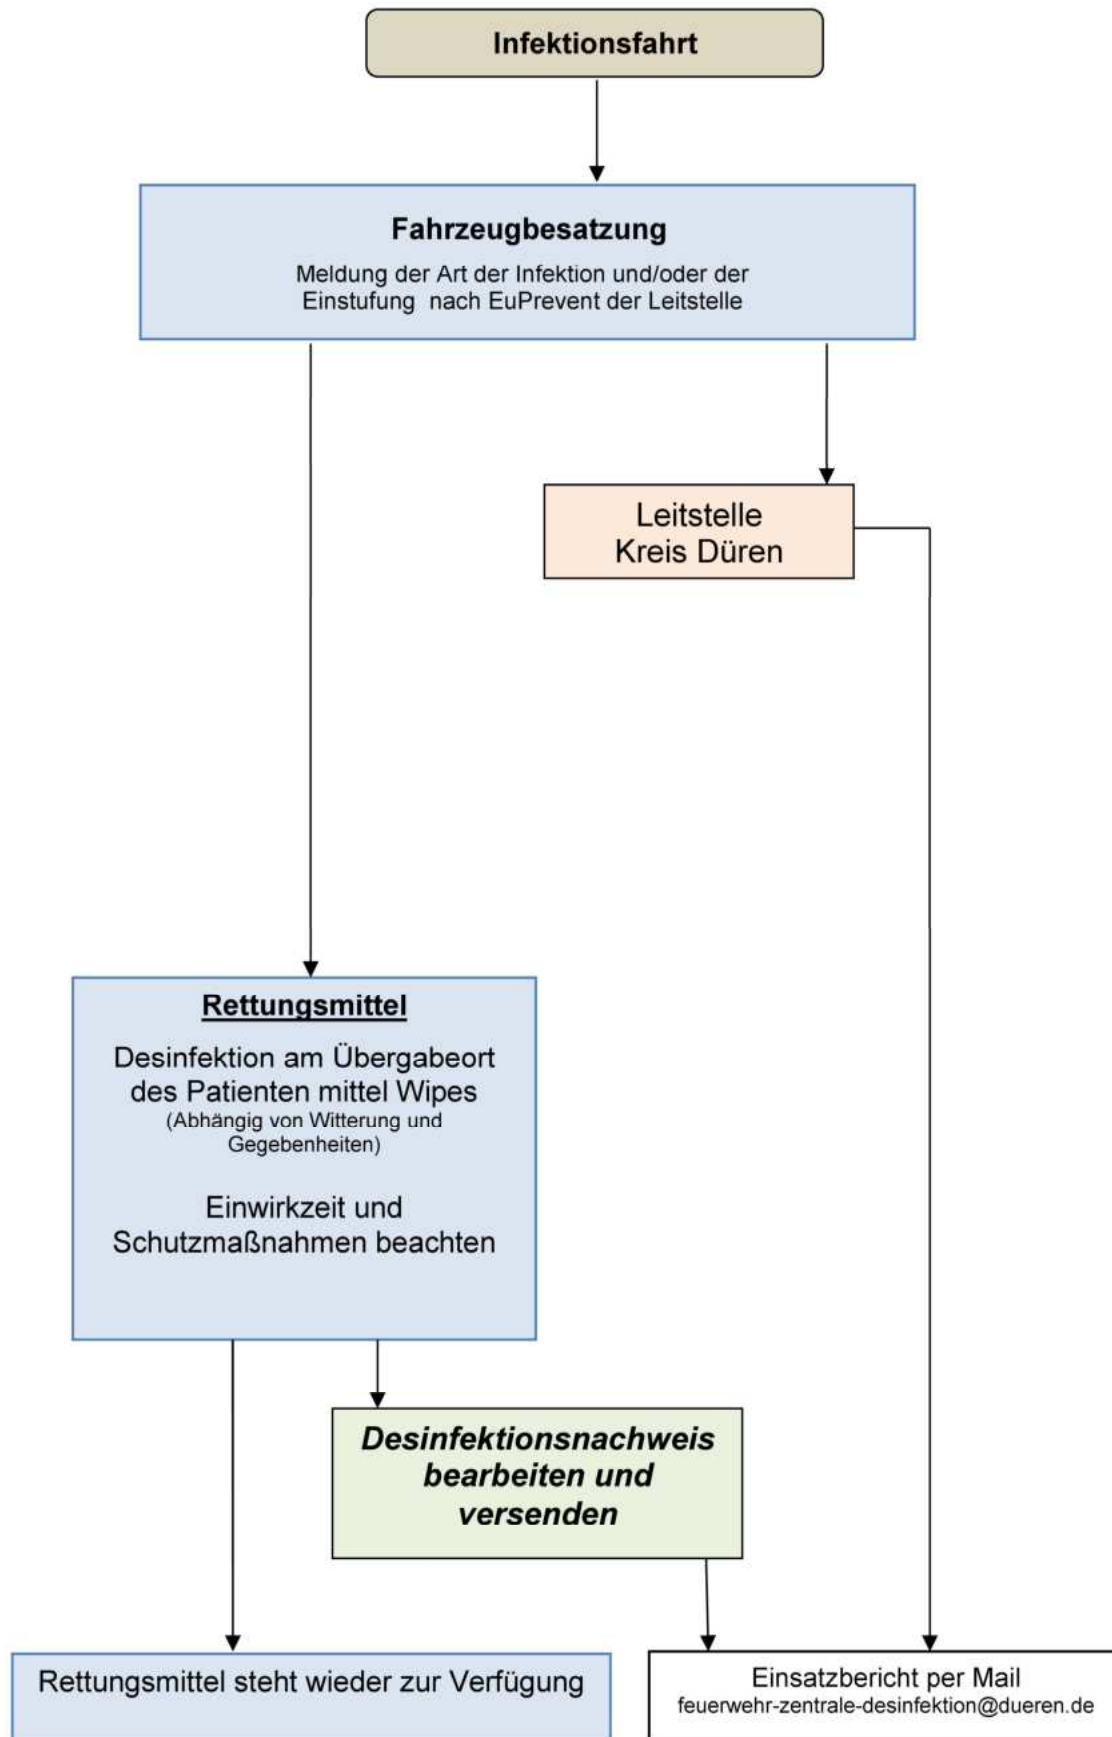 Infektionsfahrt
Fahrzeugbesatzung
Meldung der Art der Infektion und/oder der
Einstufung nach EuPrevent der Leitstelle
Leitstelle
Kreis Düren
Rettungsmittel
Desinfektion am Übergabeort
des Patienten mittel Wipes
(Abhängig von Witterung und
Gegebenheiten)
Einwirkzeit und
Schutzmaßnahmen beachten
Desinfektionsnachweis
bearbeiten und
versenden
Rettungsmittel steht wieder zur Verfügung
Einsatzbericht per Mail
feuerwehr-zentrale-desinfektion@dueren.de